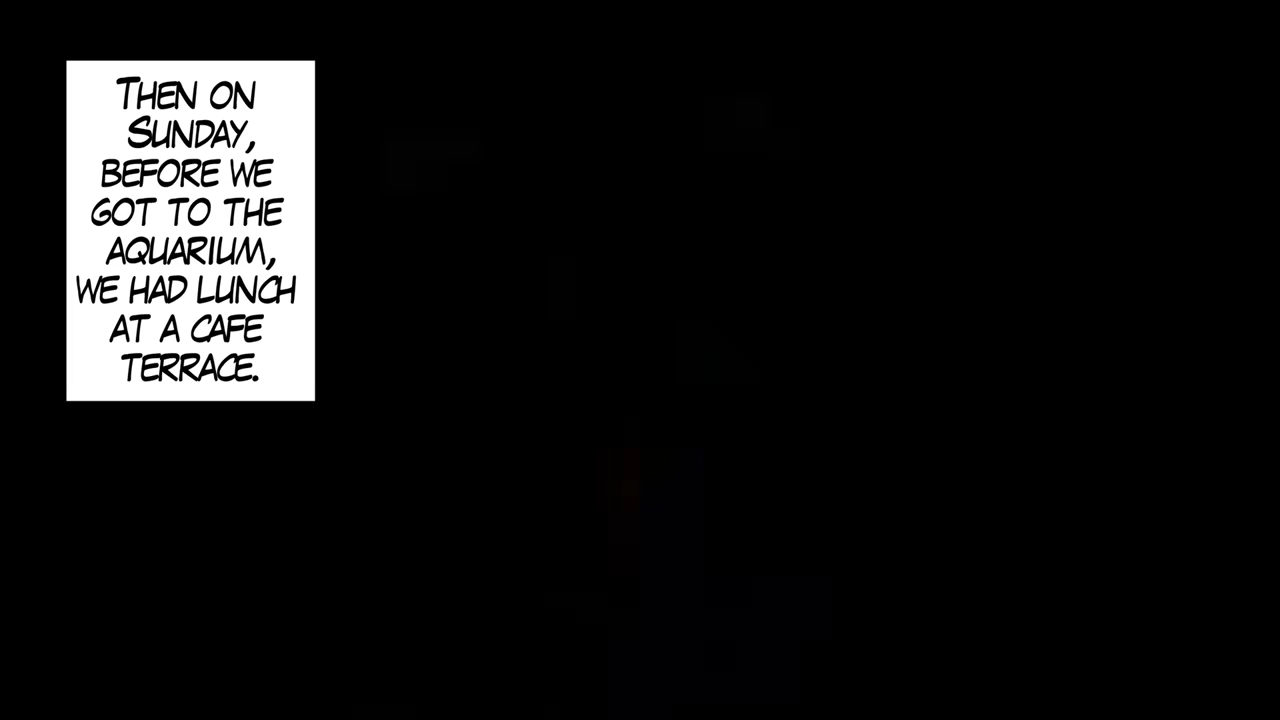 THEN ON
SUNDAY,
BEFORE WE
GOT TO THE
AQUARIUM,
WE HAD LUNCH
AT A CAFE
TERRACE.